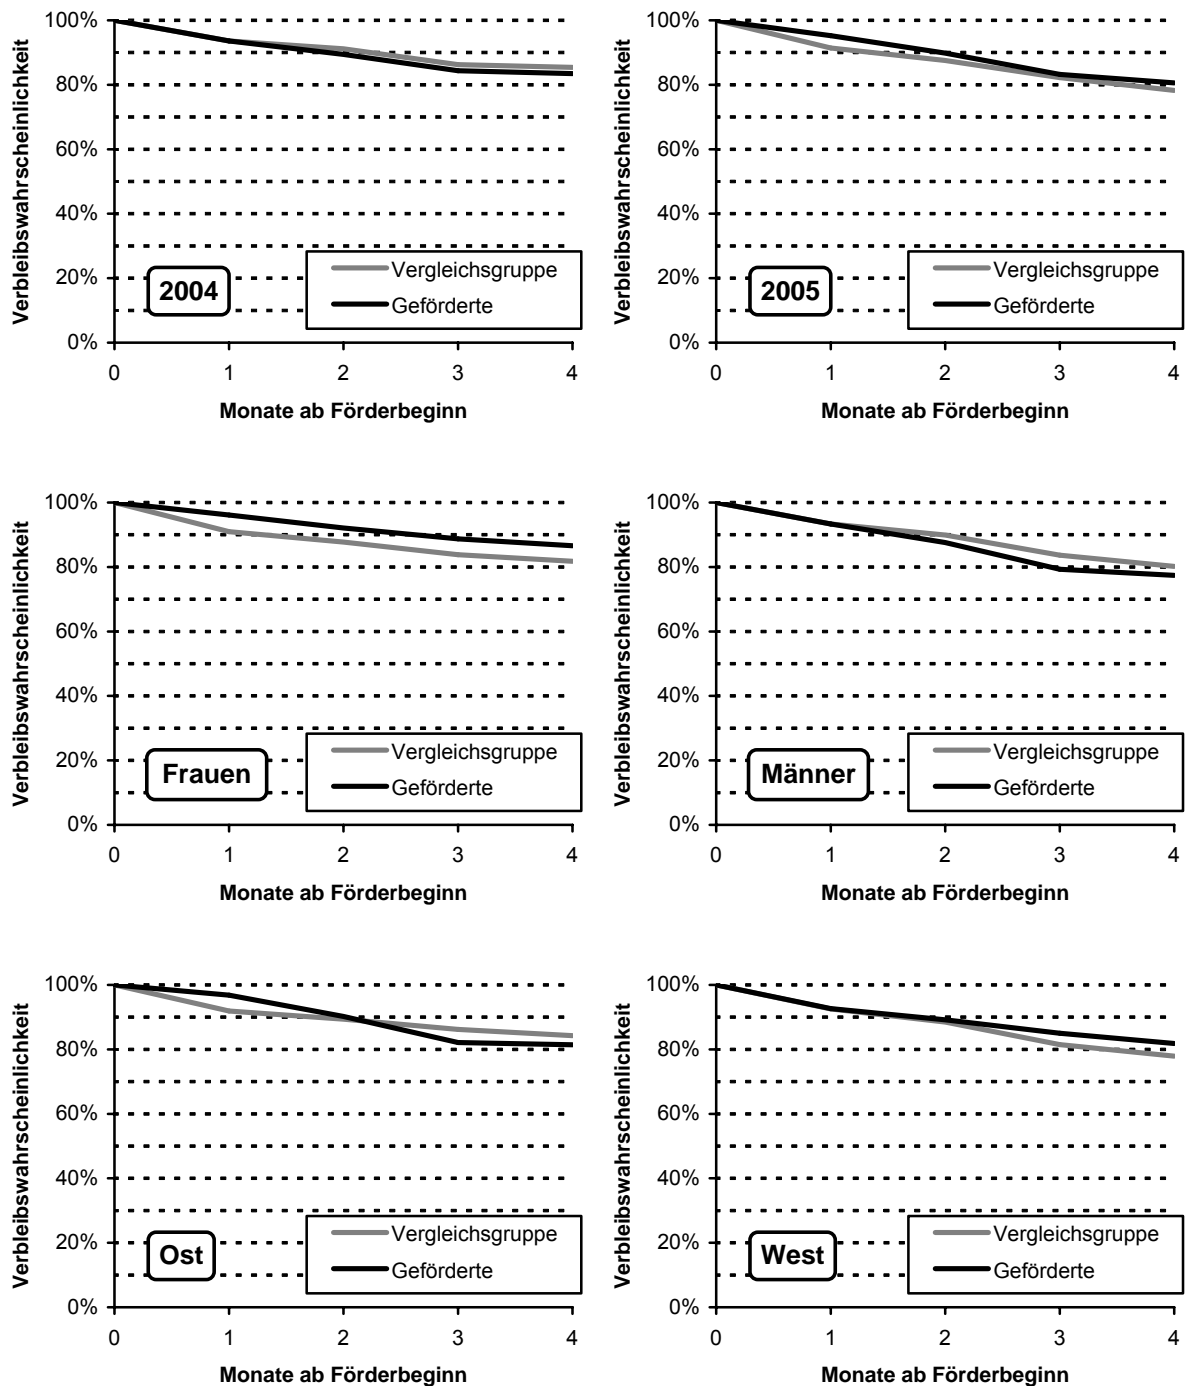 Verbleibswahrscheinlichkeit
100%
80%
60%
40%
20%
0%
2004
Vergleichsgruppe
Geförderte
0 1 2 3 4
Monate ab Förderbeginn
Verbleibswahrscheinlichkeit
100%
80%
60%
40%
20%
0%
2005
Vergleichsgruppe
Geförderte
0 1 2 3 4
Monate ab Förderbeginn
Verbleibswahrscheinlichkeit
100%
80%
60%
40%
20%
0%
Frauen
Vergleichsgruppe
Geförderte
0 1 2 3 4
Monate ab Förderbeginn
Verbleibswahrscheinlichkeit
100%
80%
60%
40%
20%
0%
Männer
Vergleichsgruppe
Geförderte
0 1 2 3 4
Monate ab Förderbeginn
Verbleibswahrscheinlichkeit
100%
80%
60%
40%
20%
0%
Ost
Vergleichsgruppe
Geförderte
0 1 2 3 4
Monate ab Förderbeginn
Verbleibswahrscheinlichkeit
100%
80%
60%
40%
20%
0%
West
Vergleichsgruppe
Geförderte
0 1 2 3 4
Monate ab Förderbeginn